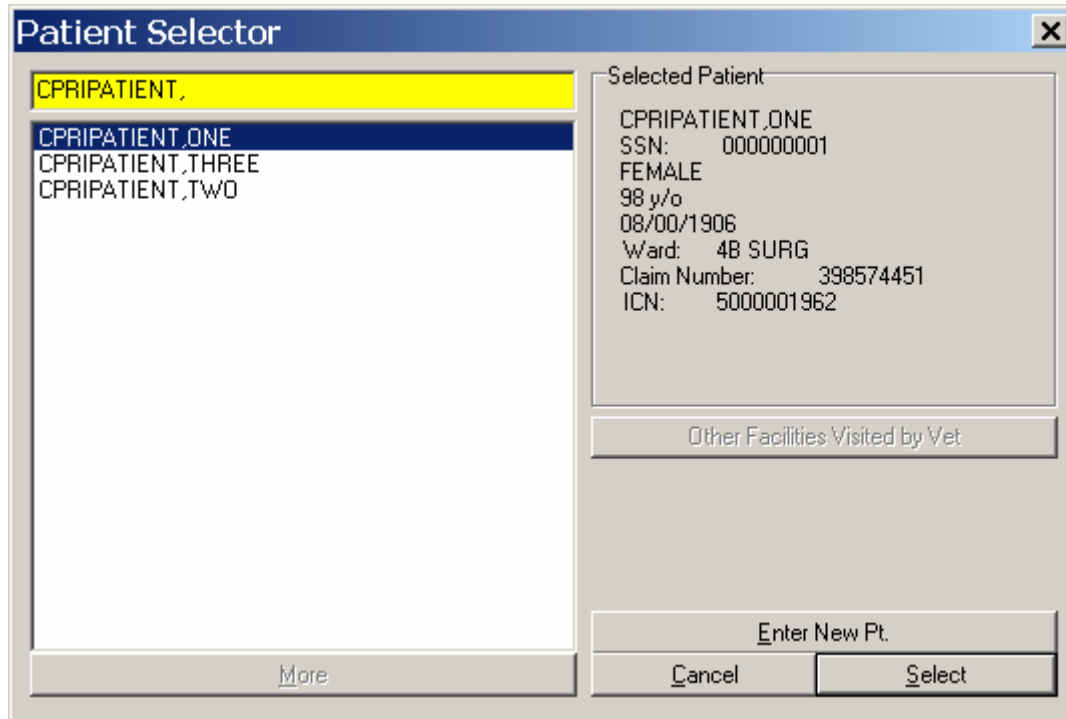 Patient Selector
CPRIPATIENT,
CPRIPATIENT,ONE
CPRIPATIENT,THREE
CPRIPATIENT,TWO
More
Selected Patient
CPRIPATIENT,ONE
SSN: 000000001
FEMALE
98 y/o
08/00/1906
Ward: 4B SURG
Claim Number: 398574451
ICN: 5000001962
Other Facilities Visited by Vet
Enter New Pt.
Cancel Select